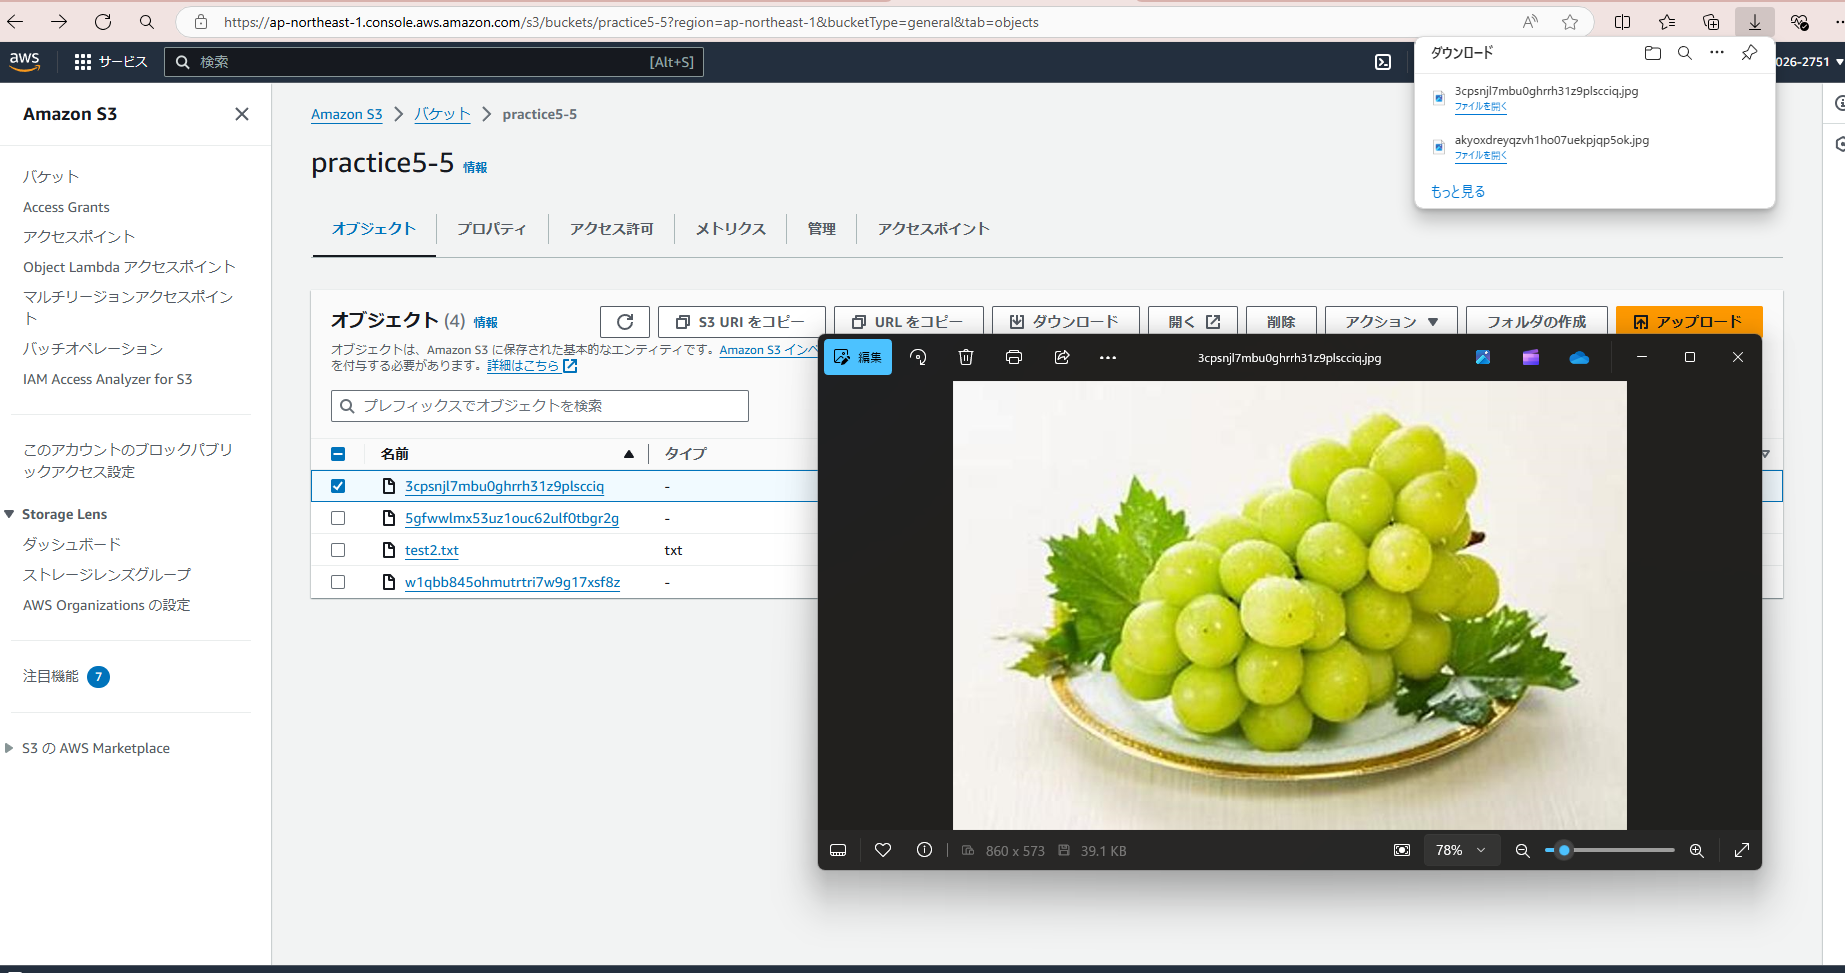 https://ap-northeast-1.console.aws.amazon.com/s3/buckets/practice5-5?region=ap-northeast-1&bucketType=general&tab=objects
aws
サービス
検索
[Alt+S]
026-2751
ダウンロード
3cpsnjl7mbu0ghrrh31z9plscciq.jpg
ファイルを開く
akyoxdreyqzvh1ho07uekpjqp5ok.jpg
ファイルを開く
もっと見る
Amazon S3
バケット
Access Grants
アクセスポイント
Object Lambda アクセスポイント
マルチリージョンアクセスポイン
ト
バッチオペレーション
IAM Access Analyzer for S3
このアカウントのブロックパブリ
ックアクセス設定
Storage Lens
ダッシュボード
ストレージレンズグループ
AWS Organizations の設定
注目機能 7
S3 の AWS Marketplace
Amazon S3 > バケット > practice5-5
practice5-5 情報
オブジェクト
プロパティ
アクセス許可
メトリクス
管理
アクセスポイント
オブジェクト (4) 情報
S3 URI をコピー
URL をコピー
ダウンロード
開く
削除
アクション
フォルダの作成
アップロード
オブジェクトは、Amazon S3 に保存された基本的なエンティティです。Amazon S3 インベ
を付与する必要があります。詳細はこちら
プレフィックスでオブジェクトを検索
名前 タイプ
3cpsnjl7mbu0ghrrh31z9plscciq -
5gfwwlmx53uz1ouc62ulf0tbgr2g -
test2.txt txt
w1qbb845ohmutrtri7w9g17xsf8z -
編集
3cpsnjl7mbu0ghrrh31z9plscciq.jpg
860 x 573
39.1 KB
78%